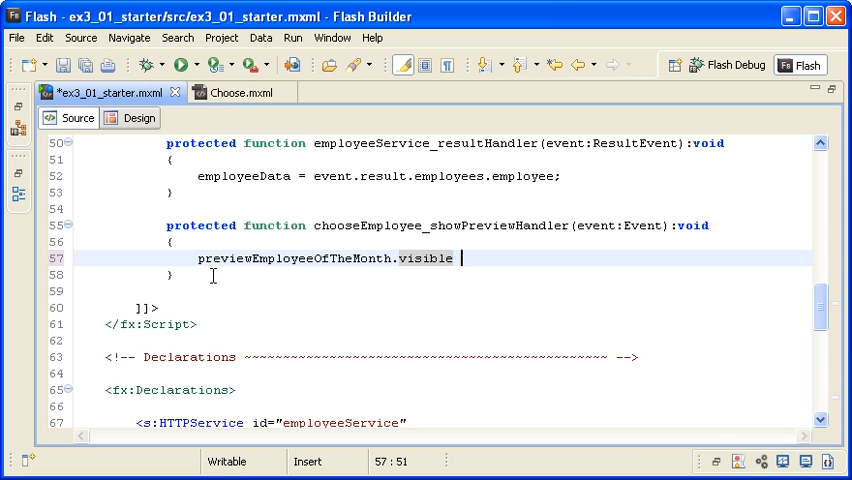 Flash - ex3_01_starter/src/ex3_01_starter.mxml - Flash Builder
File Edit Source Navigate Search Project Data Run Window Help
Flash Debug Flash
*ex3_01_starter.mxml Choose.mxml
Source Design
50 protected function employeeService_resultHandler(event:ResultEvent):void
51 {
52 employeeData = event.result.employees.employee;
53 }
54
55 protected function chooseEmployee_showPreviewHandler(event:Event):void
56 {
57 previewEmployeeOfTheMonth.visible
58 }
59
60 ]]>
61 </fx:Script>
62
63 <!-- Declarations ~~~~~~~~~~~~~~~~~~~~~~~~~~~~~~~~~~~~~~~~~~~~~~~ -->
64
65 <fx:Declarations>
66
67 <s:HTTPService id="employeeService"
Writable Insert 57 : 51